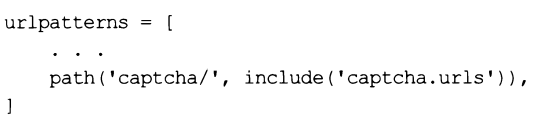 urlpatterns = [
    . . .
    path('captcha/', include('captcha.urls')),
]